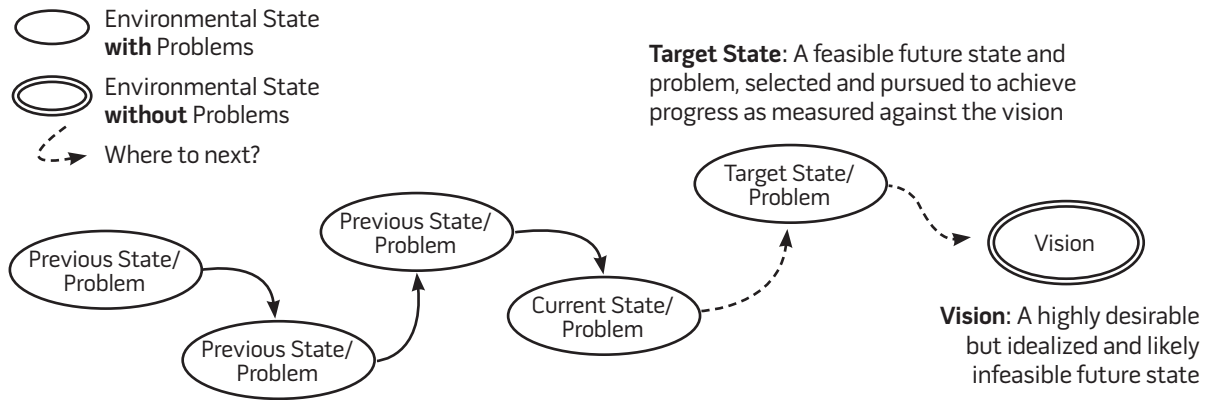 Environmental State
with Problems
Environmental State
without Problems
Where to next?
Target State: A feasible future state and
problem, selected and pursued to achieve
progress as measured against the vision
Previous State/
Problem
Previous State/
Problem
Previous State/
Problem
Current State/
Problem
Target State/
Problem
Vision
Vision: A highly desirable
but idealized and likely
infeasible future state